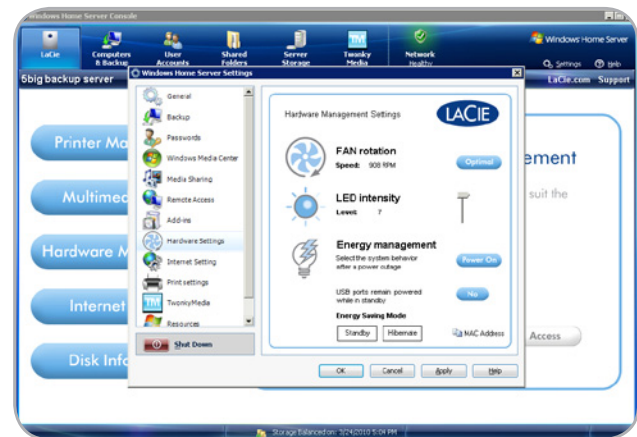 Windows Home Server Console
LaCie
Computers & Backup
User Accounts
Shared Folders
Server Storage
Twonky Media
Network
Healthy
Windows Home Server
Settings
Help
5big backup server
LaCie.com
Support
Windows Home Server Settings
General
Backup
Passwords
Windows Media Center
Media Sharing
Remote Access
Add-ins
Hardware Settings
Internet Setting
Print settings
TwonkyMedia
Resources
Shut Down
Hardware Management Settings
LACIE
FAN rotation
Speed: 908 RPM
Optimal
LED intensity
Level: 7
Energy management
Select the system behavior
after a power outage
Power On
USB ports remain powered
while in standby
No
Energy Saving Mode
Standby
Hibernate
MAC Address
OK
Cancel
Apply
Help
Printer Ma
Multimed
Hardware M
Internet
Disk Info
ement
suit the
Access
Storage Balanced on: 3/24/2010 5:04 PM